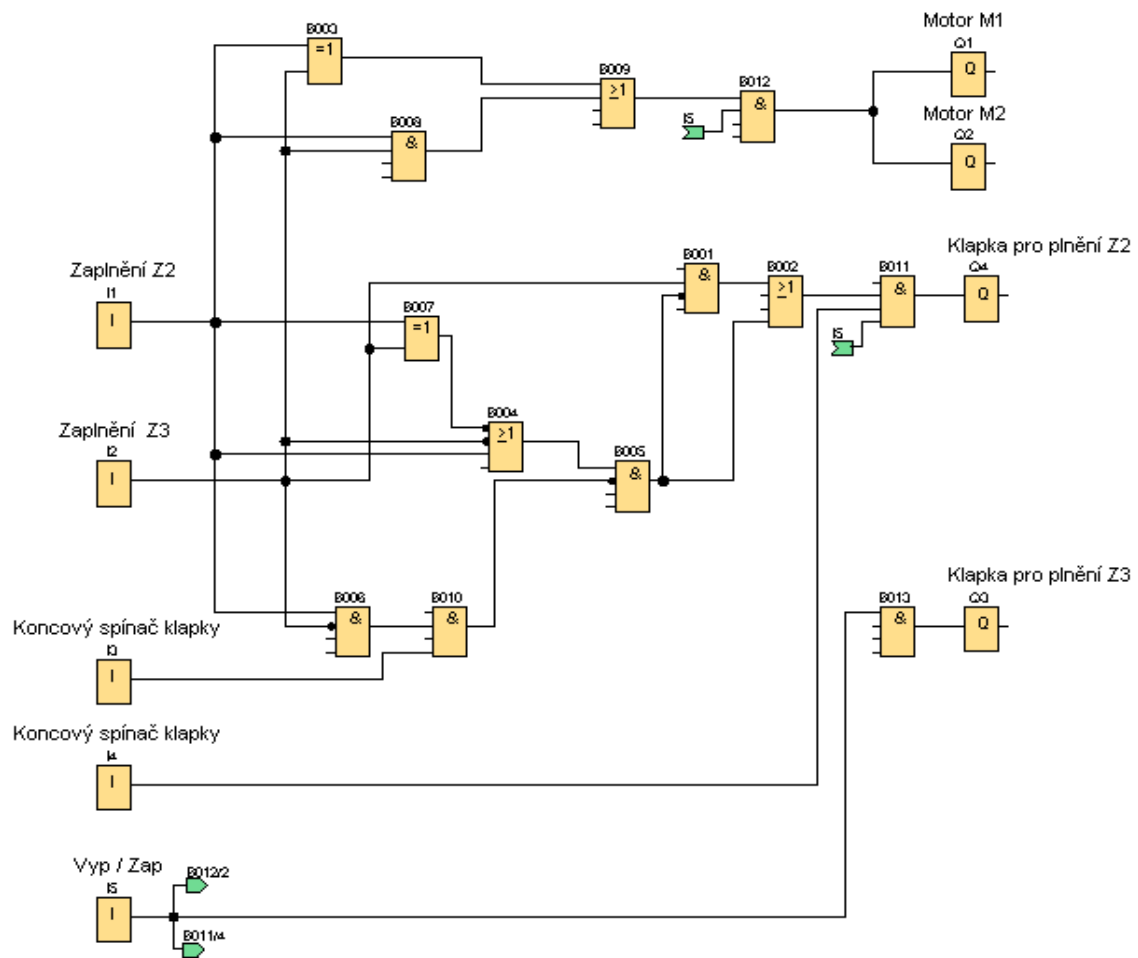 Motor M1
B003
=1
Q1
Q
B009
>1
B012
&
I5
Motor M2
Q2
Q
B008
&
Zaplnění Z2
I1
I
B001
&
B002
>1
B011
&
Klapka pro plnění Z2
Q4
Q
B007
=1
I5
Zaplnění Z3
I2
I
B004
>1
B005
&
Koncový spínač klapky
I3
I
B006
&
B010
&
Klapka pro plnění Z3
B013
&
Q3
Q
Koncový spínač klapky
I4
I
Vyp / Zap
I5
I
B012/2
B011/4